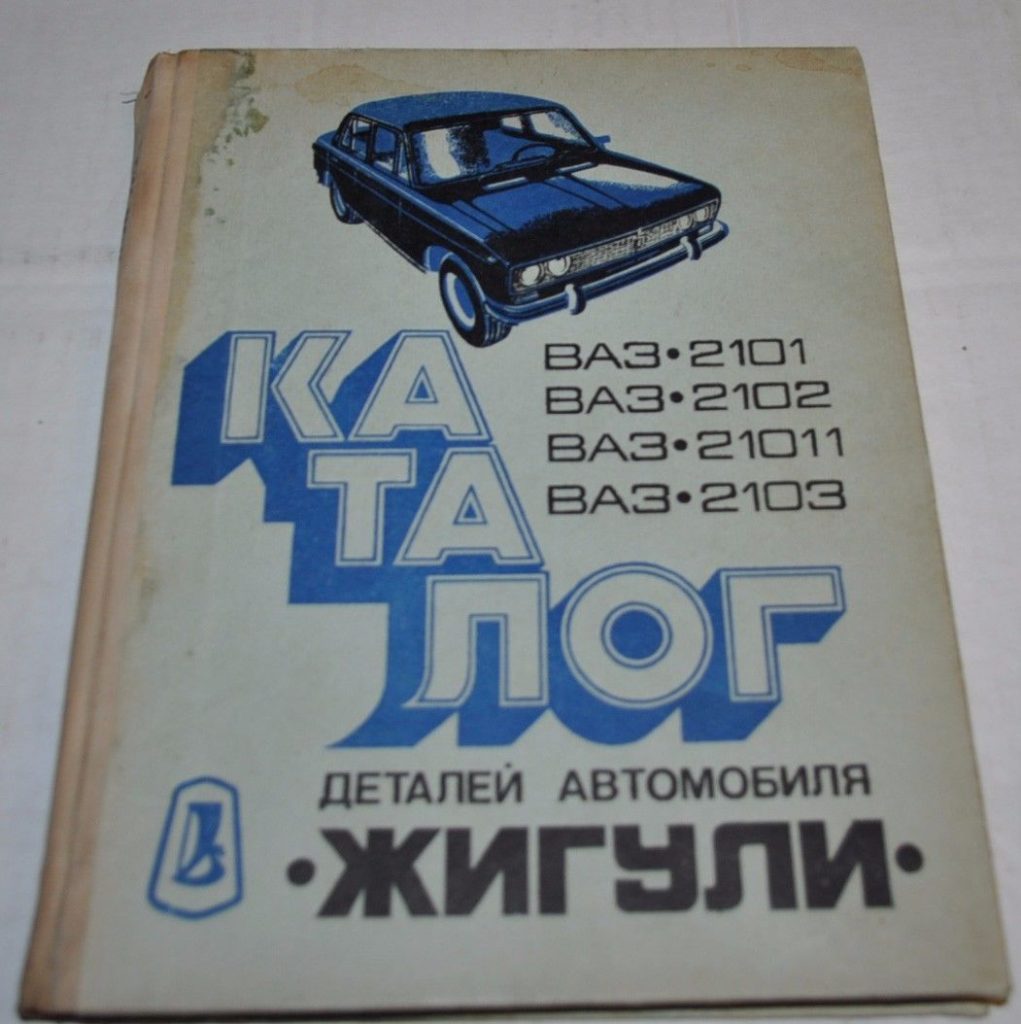 ВАЗ•2101
ВАЗ•2102
ВАЗ•21011
ВАЗ•2103
КА
ТА
ЛОГ
ДЕТАЛЕЙ АВТОМОБИЛЯ
•ЖИГУЛИ•